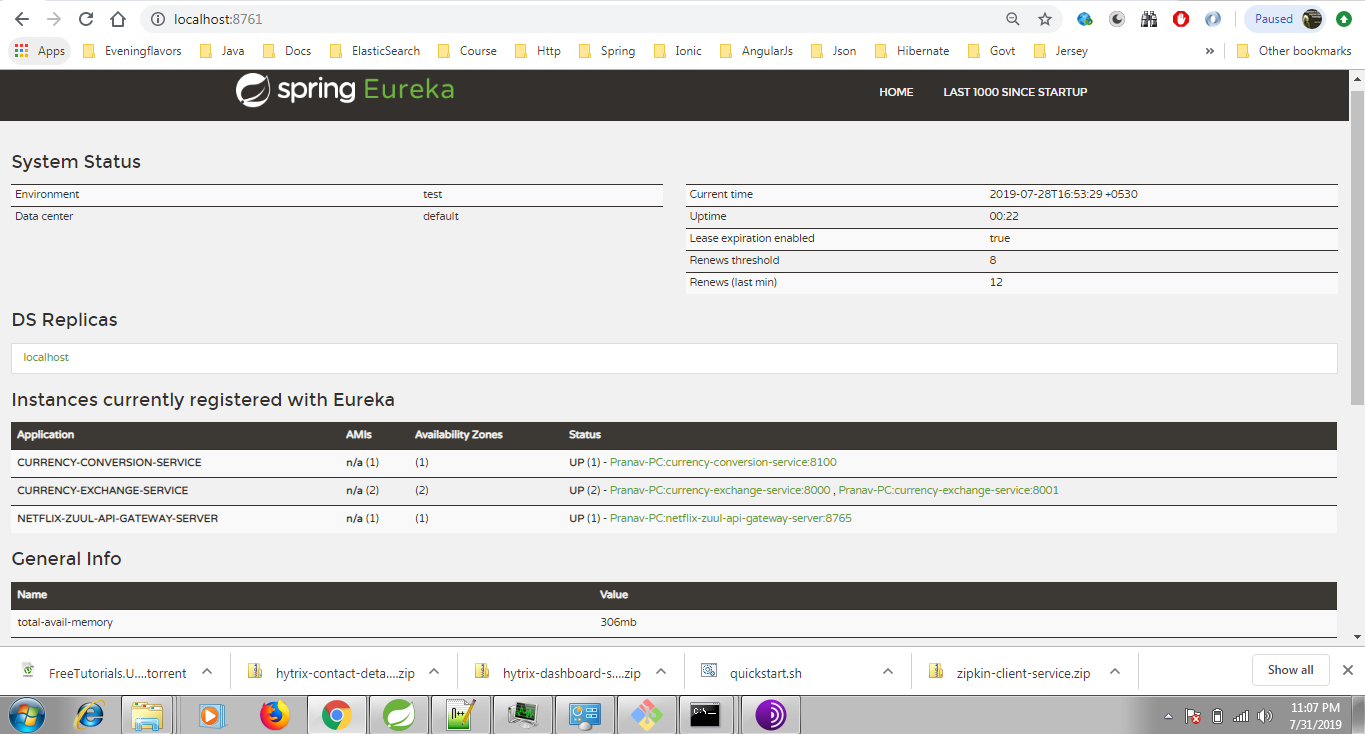 localhost:8761
Paused
Apps Eveningflavors Java Docs ElasticSearch Course Http Spring Ionic AngularJs Json Hibernate Govt Jersey » Other bookmarks
spring Eureka
HOME LAST 1000 SINCE STARTUP
System Status
Environment test
Data center default
Current time 2019-07-28T16:53:29 +0530
Uptime 00:22
Lease expiration enabled true
Renews threshold 8
Renews (last min) 12
DS Replicas
localhost
Instances currently registered with Eureka
Application AMIs Availability Zones Status
CURRENCY-CONVERSION-SERVICE n/a (1) (1) UP (1) - Pranav-PC:currency-conversion-service:8100
CURRENCY-EXCHANGE-SERVICE n/a (2) (2) UP (2) - Pranav-PC:currency-exchange-service:8000 , Pranav-PC:currency-exchange-service:8001
NETFLIX-ZUUL-API-GATEWAY-SERVER n/a (1) (1) UP (1) - Pranav-PC:netflix-zuul-api-gateway-server:8765
General Info
Name Value
total-avail-memory 306mb
FreeTutorials.U....torrent hytrix-contact-deta....zip hytrix-dashboard-s....zip quickstart.sh zipkin-client-service.zip Show all
11:07 PM
7/31/2019